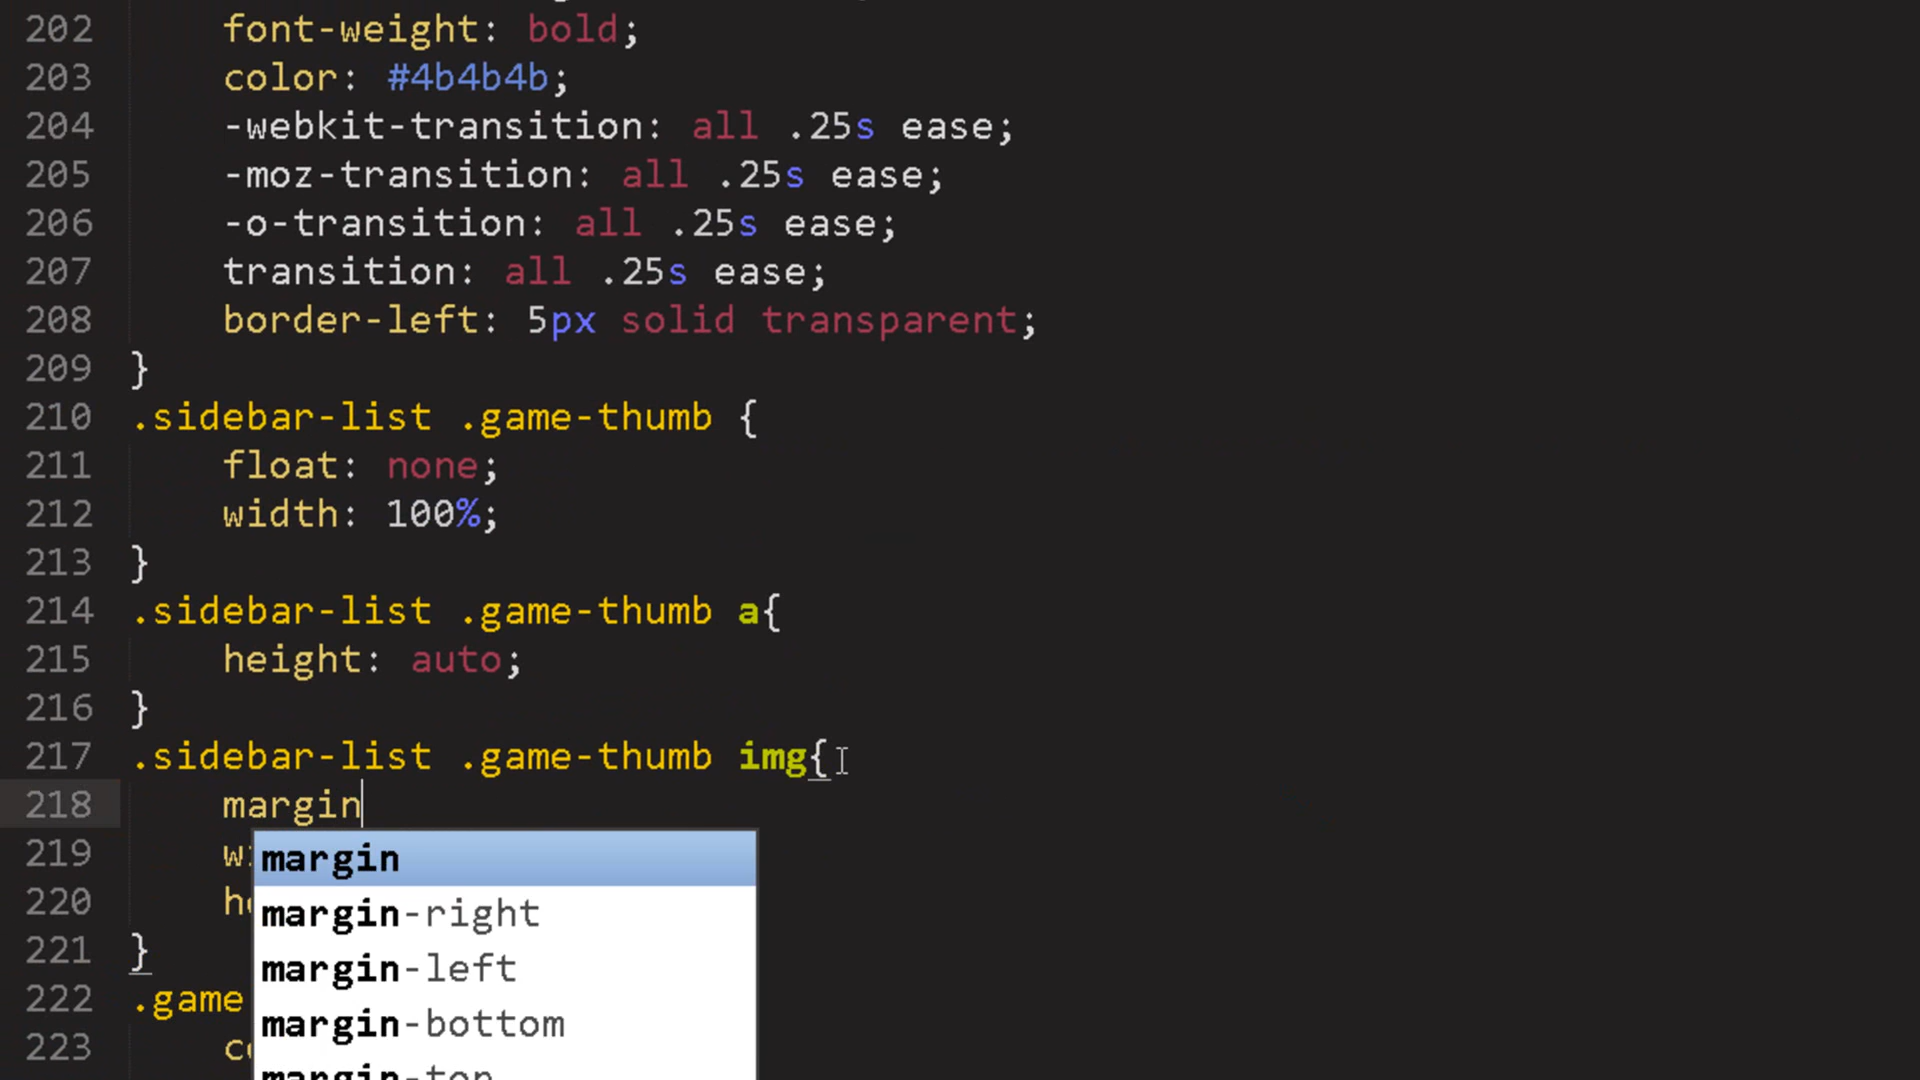 202 font-weight: bold;
203 color: #4b4b4b;
204 -webkit-transition: all .25s ease;
205 -moz-transition: all .25s ease;
206 -o-transition: all .25s ease;
207 transition: all .25s ease;
208 border-left: 5px solid transparent;
209 }
210 .sidebar-list .game-thumb {
211 float: none;
212 width: 100%;
213 }
214 .sidebar-list .game-thumb a{
215 height: auto;
216 }
217 .sidebar-list .game-thumb img{
218 margin
219 w
margin
220 h
margin-right
221 }
margin-left
222 .game
margin-bottom
223 c
margin-top